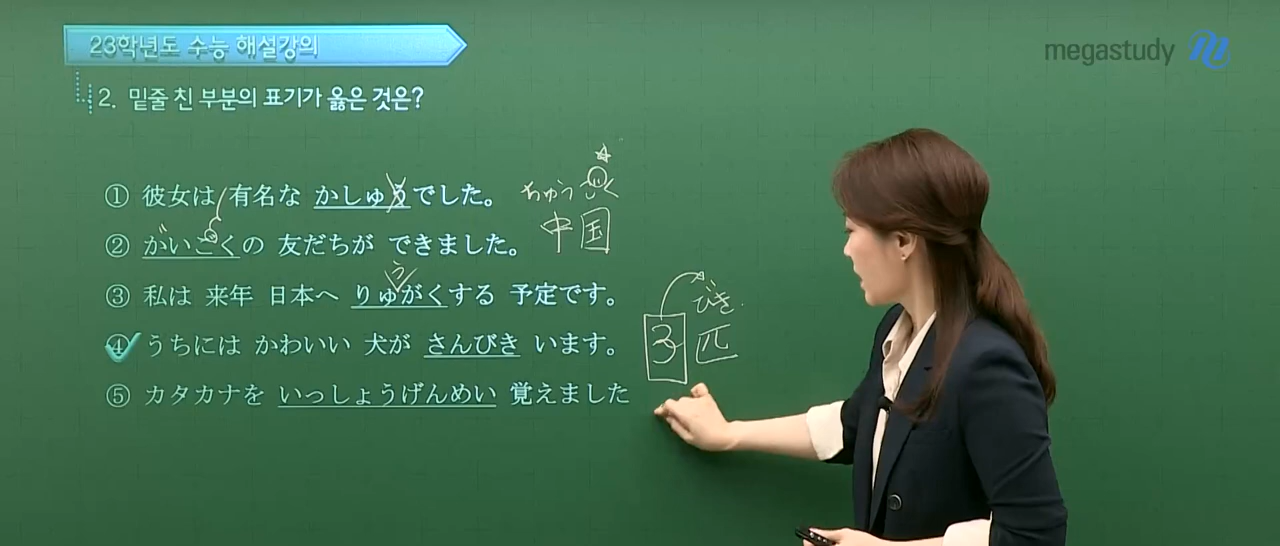 23학년도 수능 해설강의
megastudy
2. 밑줄 친 부분의 표기가 옳은 것은?
① 彼女は 有名な かしゅうでした。
ちゅうごく
中国
② がいこくの 友だちが できました。
う
③ 私は 来年 日本へ りゅがくする 予定です。
びき
④ うちには かわいい 犬が さんびき います。
3匹
⑤ カタカナを いっしょうげんめい 覚えました